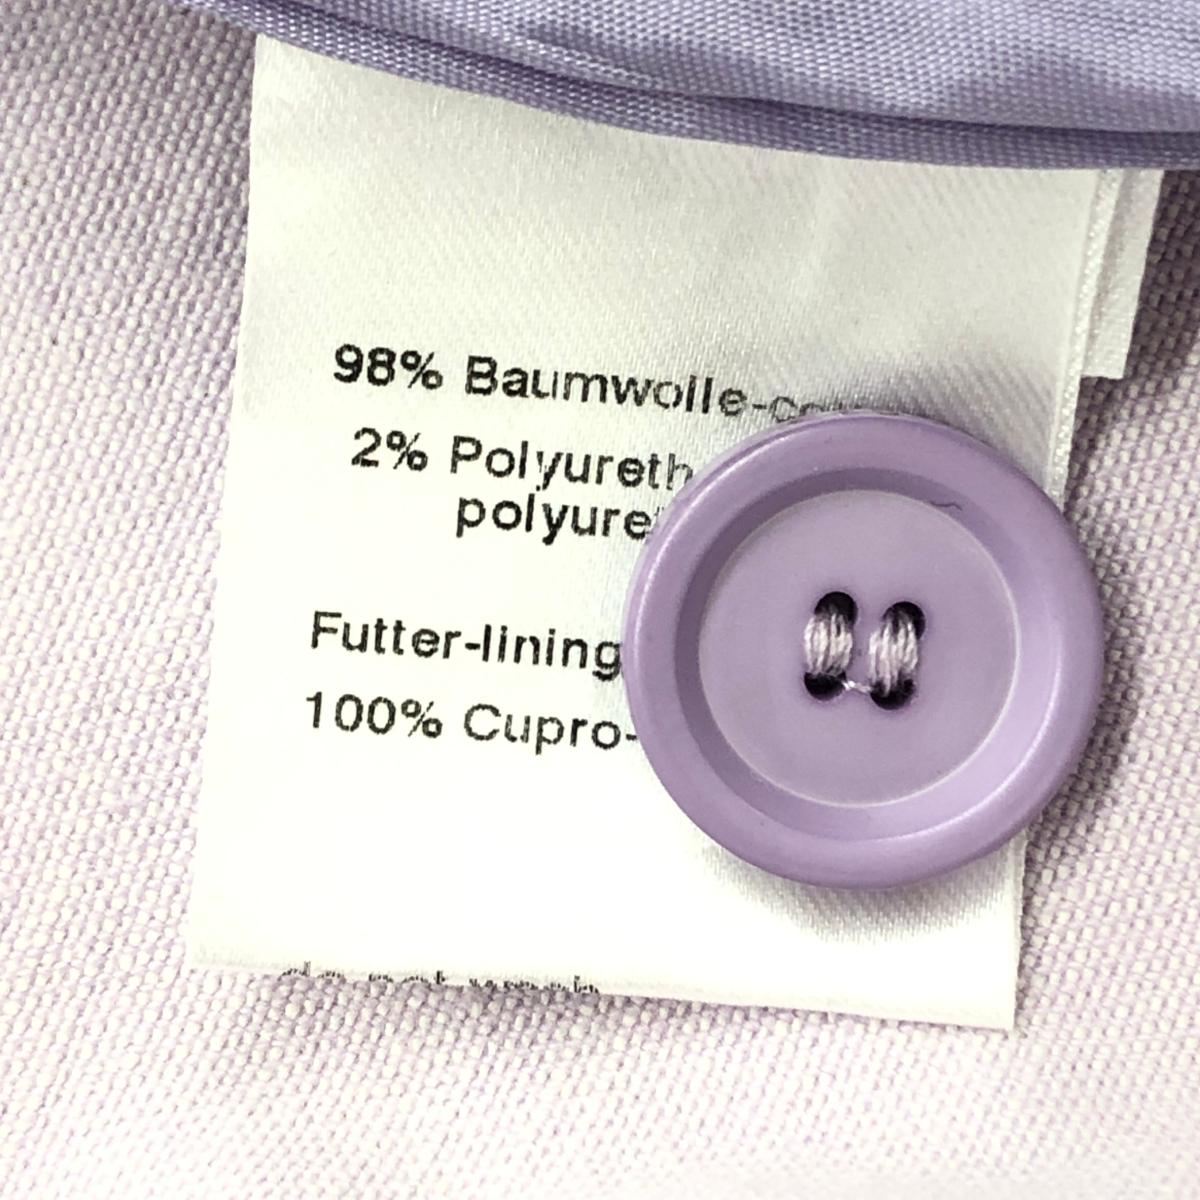 98% Baumwolle-
2% Polyureth
polyure
Futter-lining
100% Cupro-